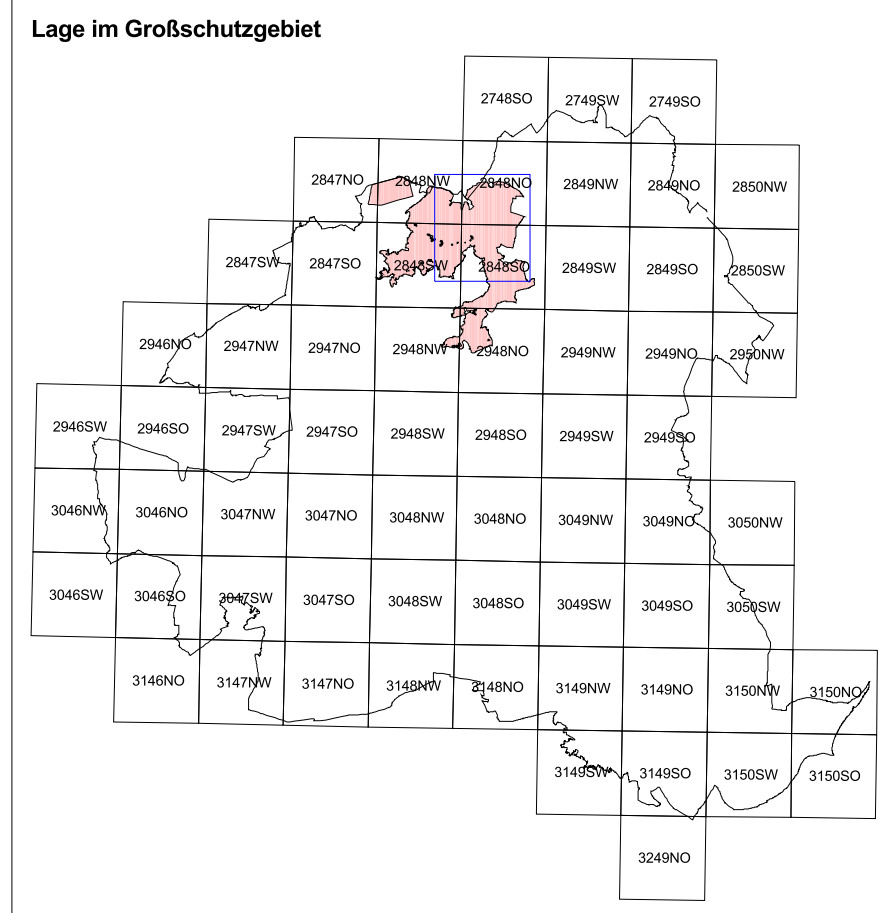 Lage im Großschutzgebiet
2748SO 2749SW 2749SO
2847NO 2848NW 2848NO 2849NW 2849NO 2850NW
2847SW 2847SO 2848SW 2848SO 2849SW 2849SO 2850SW
2946NO 2947NW 2947NO 2948NW 2948NO 2949NW 2949NO 2950NW
2946SW 2946SO 2947SW 2947SO 2948SW 2948SO 2949SW 2949SO
3046NW 3046NO 3047NW 3047NO 3048NW 3048NO 3049NW 3049NO 3050NW
3046SW 3046SO 3047SW 3047SO 3048SW 3048SO 3049SW 3049SO 3050SW
3146NO 3147NW 3147NO 3148NW 3148NO 3149NW 3149NO 3150NW 3150NO
3149SW 3149SO 3150SW 3150SO
3249NO